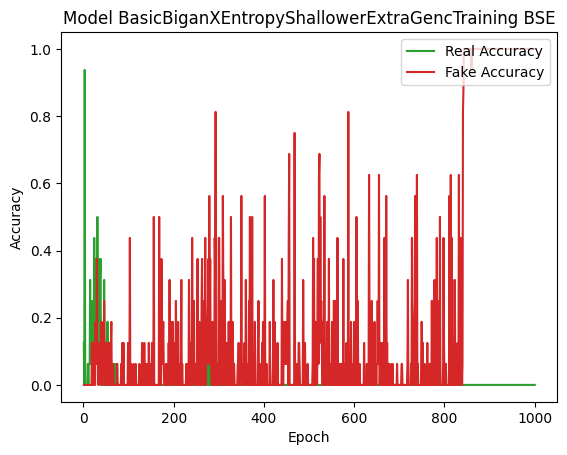 Model BasicBiganXEntropyShallowerExtraGencTraining BSE
Real Accuracy
Fake Accuracy
1.0
0.8
0.6
0.4
0.2
0.0
Accuracy
0
200
400
600
800
1000
Epoch